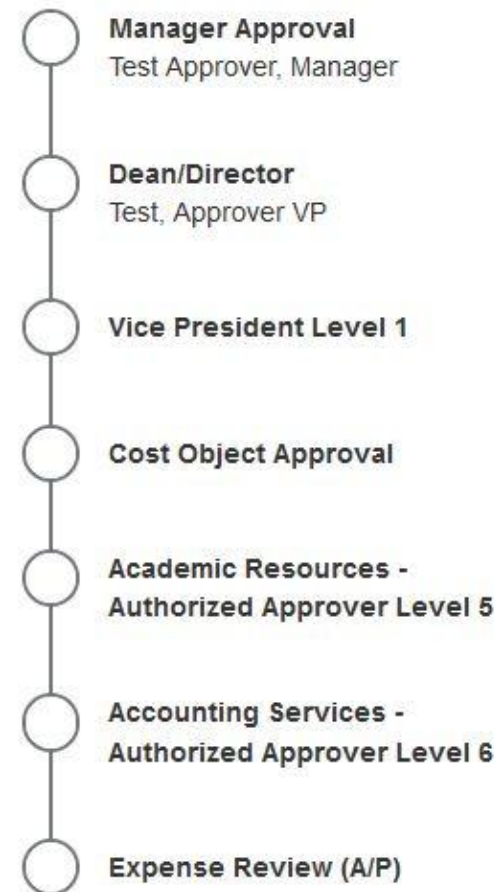 Manager Approval
Test Approver, Manager
Dean/Director
Test, Approver VP
Vice President Level 1
Cost Object Approval
Academic Resources -
Authorized Approver Level 5
Accounting Services -
Authorized Approver Level 6
Expense Review (A/P)